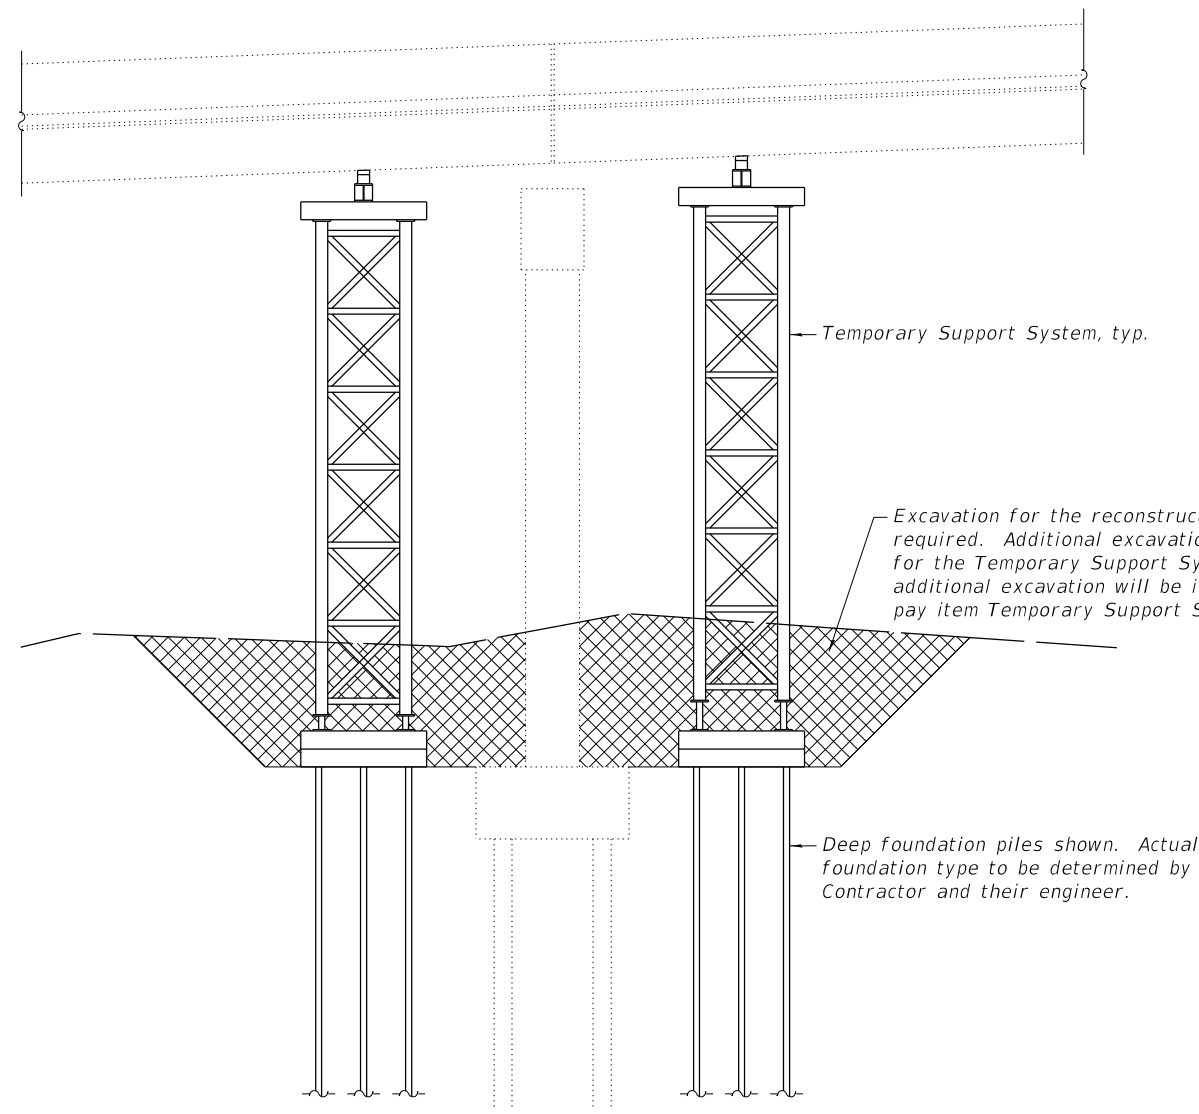 Temporary Support System, typ.
Excavation for the reconstruct
required. Additional excavatio
for the Temporary Support Sy
additional excavation will be i
pay item Temporary Support S
Deep foundation piles shown. Actual
foundation type to be determined by
Contractor and their engineer.